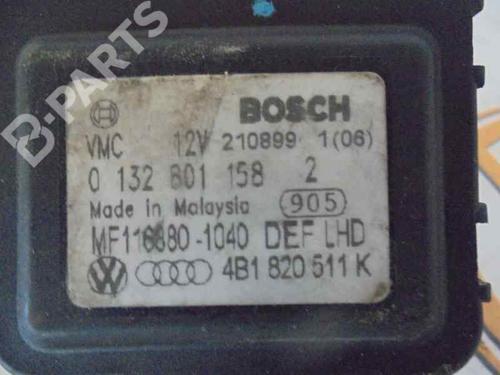 B-PARTS
BOSCH
VMC 12V 210899 1(06)
0 132 801 158 2
Made in Malaysia 905
MF116680-1040 DEF LHD
4B1 820 511 K